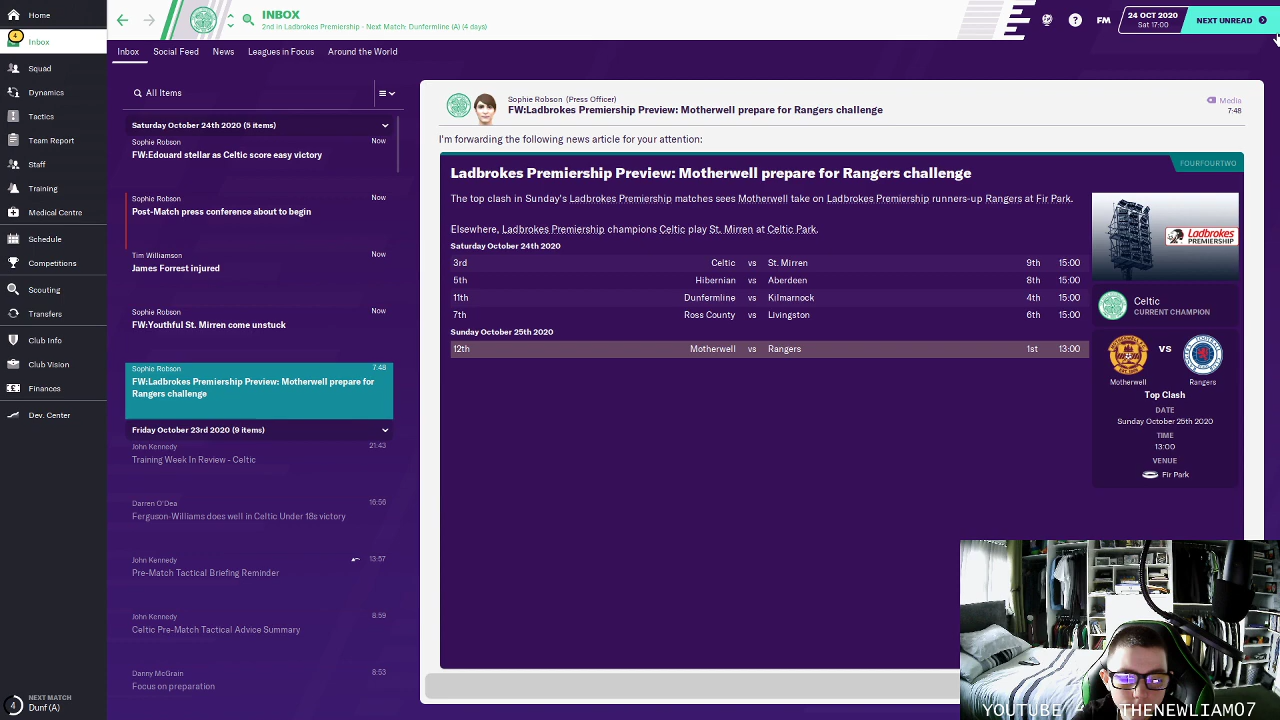 INBOX
2nd in Ladbrokes Premiership - Next Match: Dunfermline (A) (4 days)
FM
24 OCT 2020
Sat 17:00
NEXT UNREAD
4
Inbox
Squad
Dynamics
Tactics
Team Report
Staff
Training
Medical Centre
Schedule
Competitions
Scouting
Transfers
Club Info
Club Vision
Finances
Dev. Center
NEXT MATCH
Dunf (A)
Inbox Social Feed News Leagues in Focus Around the World
All Items
Saturday October 24th 2020 (5 items)
Sophie Robson Now
FW:Edouard stellar as Celtic score easy victory
Sophie Robson Now
Post-Match press conference about to begin
Tim Williamson Now
James Forrest injured
Sophie Robson Now
FW:Youthful St. Mirren come unstuck
Sophie Robson 7:48
FW:Ladbrokes Premiership Preview: Motherwell prepare for
Rangers challenge
Friday October 23rd 2020 (9 items)
John Kennedy 21:43
Training Week In Review - Celtic
Darren O'Dea 16:56
Ferguson-Williams does well in Celtic Under 18s victory
John Kennedy 13:57
Pre-Match Tactical Briefing Reminder
John Kennedy 8:59
Celtic Pre-Match Tactical Advice Summary
Danny McGrain 8:53
Focus on preparation
Sophie Robson (Press Officer)
FW:Ladbrokes Premiership Preview: Motherwell prepare for Rangers challenge
Media
7:48
I'm forwarding the following news article for your attention:
FOURFOURTWO
Ladbrokes Premiership Preview: Motherwell prepare for Rangers challenge
The top clash in Sunday's Ladbrokes Premiership matches sees Motherwell take on Ladbrokes Premiership runners-up Rangers at Fir Park.
Elsewhere, Ladbrokes Premiership champions Celtic play St. Mirren at Celtic Park.
Saturday October 24th 2020
3rd Celtic vs St. Mirren 9th 15:00
5th Hibernian vs Aberdeen 8th 15:00
11th Dunfermline vs Kilmarnock 4th 15:00
7th Ross County vs Livingston 6th 15:00
Sunday October 25th 2020
12th Motherwell vs Rangers 1st 13:00
Ladbrokes
PREMIERSHIP
Celtic
CURRENT CHAMPION
VS
Motherwell Rangers
Top Clash
DATE
Sunday October 25th 2020
TIME
13:00
VENUE
Fir Park
YOUTUBE THENEWLIAM07